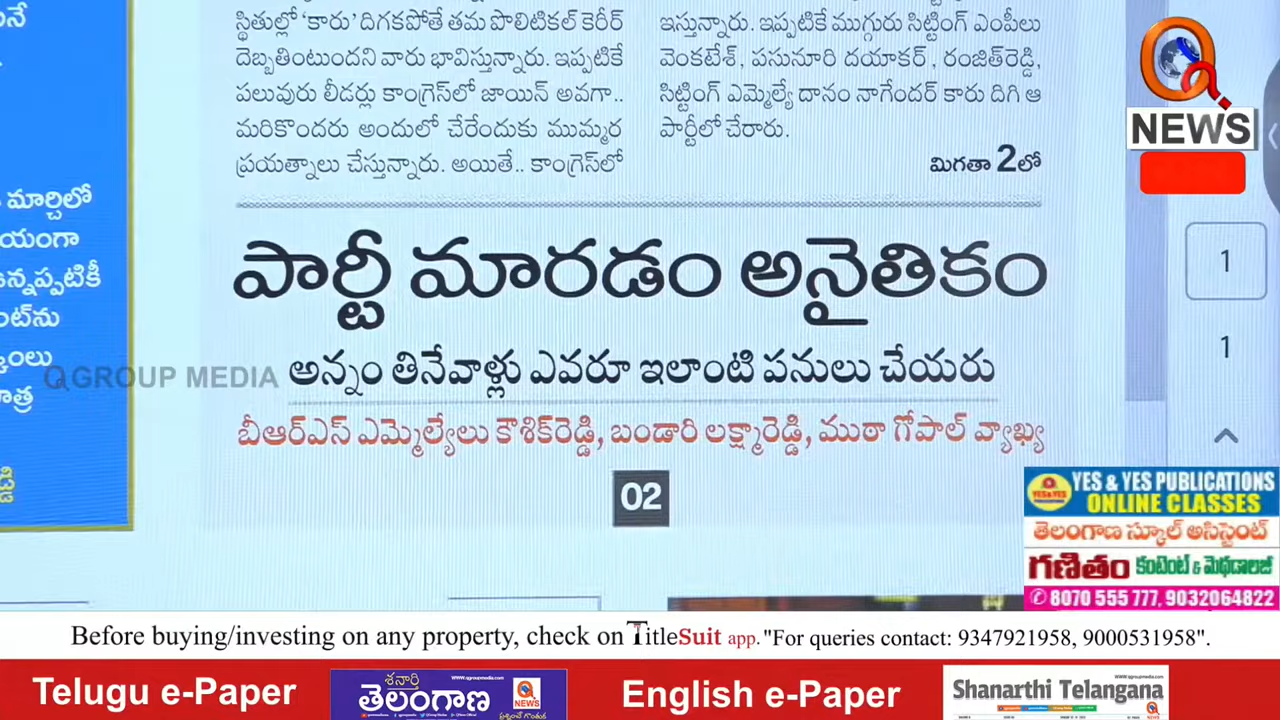 స్థితుల్లో 'కారు' దిగకపోతే తమ పొలిటికల్ కెరీర్
దెబ్బతింటుందని వారు భావిస్తున్నారు. ఇప్పటికే
పలువురు లీడర్లు కాంగ్రెస్‌లో జాయిన్ అవగా..
మరికొందరు అందులో చేరేందుకు ముమ్మర
ప్రయత్నాలు చేస్తున్నారు. అయితే.. కాంగ్రెస్‌లో
ఇస్తున్నారు. ఇప్పటికే ముగ్గురు సిట్టింగ్ ఎంపీలు
వెంకటేశ్, పసునూరి దయాకర్, రంజిత్‌రెడ్డి,
సిట్టింగ్ ఎమ్మెల్యే దానం నాగేందర్ కారు దిగి ఆ
పార్టీలో చేరారు.
మిగతా 2లో
మార్చిలో
పార్టీ మారడం అనైతికం
అన్నం తినేవాళ్లు ఎవరూ ఇలాంటి పనులు చేయరు
బీఆర్ఎస్ ఎమ్మెల్యేలు కౌశిక్‌రెడ్డి, బండారి లక్ష్మారెడ్డి, ముఠా గోపాల్ వ్యాఖ్య
02
Q GROUP MEDIA
Q
NEWS
1
1
YES & YES PUBLICATIONS
ONLINE CLASSES
YES & YES
తెలంగాణ స్కూల్ అసిస్టెంట్
గణితం కంటెంట్ & మెథడాలజీ
8070 555 777, 9032064822
Before buying/investing on any property, check on TitleSuit app. "For queries contact: 9347921958, 9000531958".
Telugu e-Paper
శనార్తి
తెలంగాణ
NEWS
English e-Paper
Shanarthi Telangana